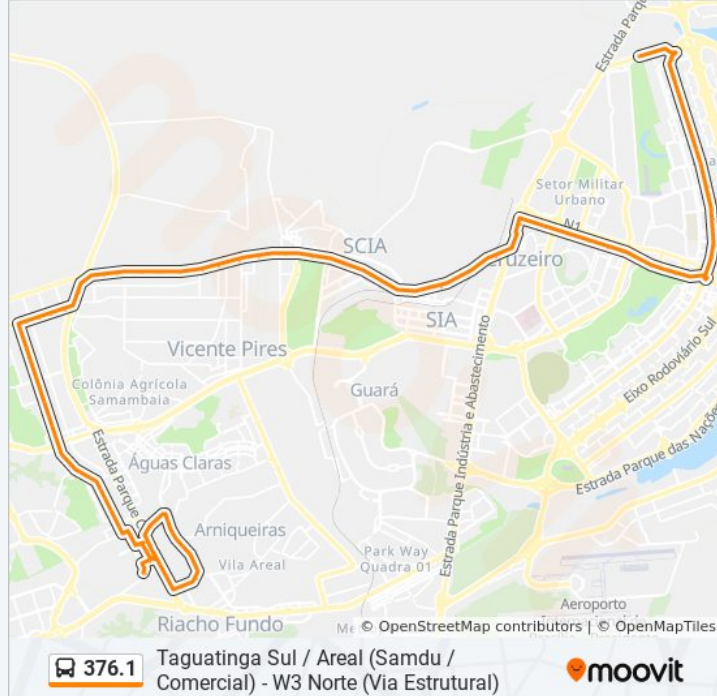 Estrada Parque
Setor Militar
Urbano
N1
SCIA
Cruzeiro
SIA
Vicente Pires
Eixo Rodoviário Sul
Guará
Colônia Agrícola
Samambaia
Estrada Parque Indústria e Abastecimento
Estrada Parque das Nações
Estrada Parque C
Águas Claras
Arniqueiras
Vila Areal
Park Way
Quadra 01
Aeroporto
Riacho Fundo
© OpenStreetMap contributors | © OpenMapTiles
376.1
Taguatinga Sul / Areal (Samdu /
Comercial) - W3 Norte (Via Estrutural)
moovit